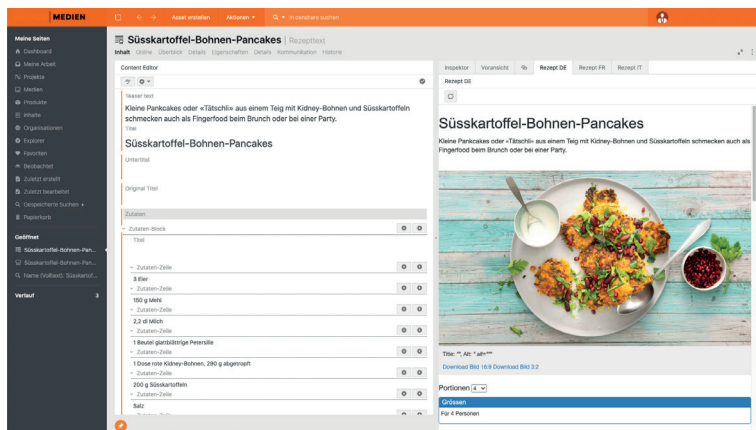 MEDIEN
Asset erstellen
Aktionen
In censhare suchen
Meine Seiten
Dashboard
Meine Arbeit
Projekte
Medien
Produkte
Inhalte
Organisationen
Explorer
Favoriten
Beobachtet
Zuletzt erstellt
Zuletzt bearbeitet
Gespeicherte Suchen
Papierkorb
Geöffnet
Süsskartoffel-Bohnen-Pan...
Süsskartoffel-Bohnen-Pan...
Name (Volltext): Süsskartof...
Verlauf 3
Süsskartoffel-Bohnen-Pancakes | Rezepttext
Inhalt Online Überblick Details Eigenschaften Details Kommunikation Historie
Content Editor
Teaser text
Kleine Pankcakes oder «Tätschli» aus einem Teig mit Kidney-Bohnen und Süsskartoffeln
schmecken auch als Fingerfood beim Brunch oder bei einer Party.
Titel
Süsskartoffel-Bohnen-Pancakes
Untertitel
Original Titel
Zutaten
Zutaten-Block
Titel
Zutaten-Zeile
3 Eier
Zutaten-Zeile
150 g Mehl
Zutaten-Zeile
2,2 dl Milch
Zutaten-Zeile
1 Beutel glattblättrige Petersilie
Zutaten-Zeile
1 Dose rote Kidney-Bohnen, 290 g abgetropft
Zutaten-Zeile
200 g Süsskartoffeln
Zutaten-Zeile
Salz
Zutaten-Zeile
Inspektor Voransicht Rezept DE Rezept FR Rezept IT
Rezept DE
Süsskartoffel-Bohnen-Pancakes
Kleine Pankcakes oder «Tätschli» aus einem Teig mit Kidney-Bohnen und Süsskartoffeln schmecken auch als
Fingerfood beim Brunch oder bei einer Party.
Title: "", Alt: " alt=""
Download Bild 16:9 Download Bild 3:2
Portionen 4
Grössen
Für 4 Personen